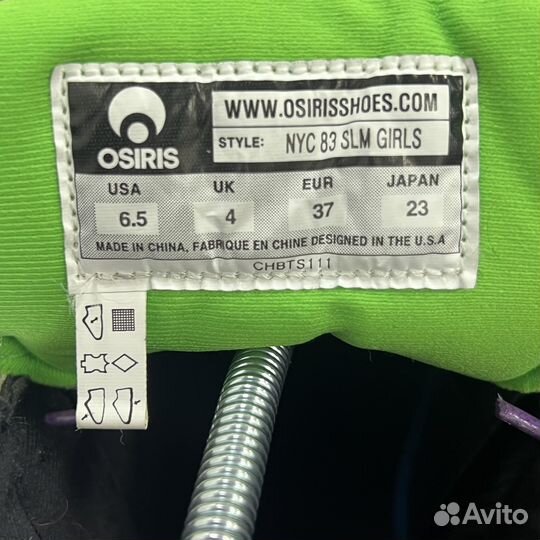 WWW.OSIRISSHOES.COM
OSIRIS
STYLE: NYC 83 SLM GIRLS
USA UK EUR JAPAN
6.5 4 37 23
MADE IN CHINA, FABRIQUE EN CHINE DESIGNED IN THE U.S.A
CHBTS111
Avito